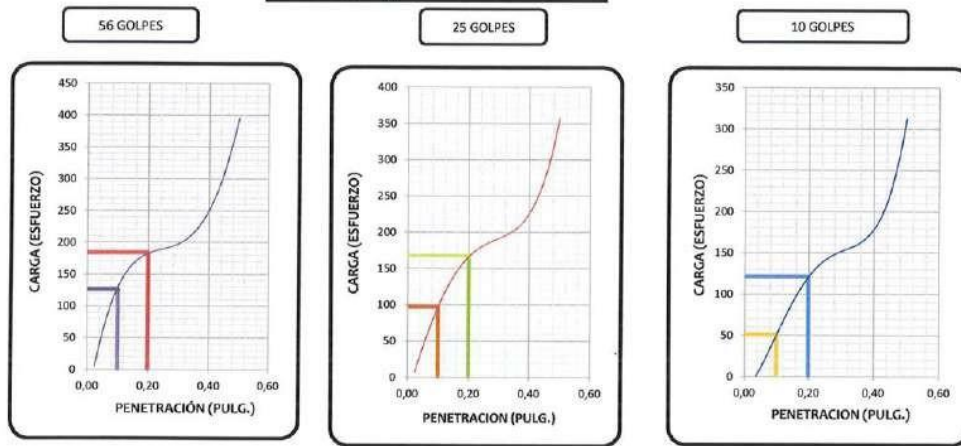 56 GOLPES
25 GOLPES
10 GOLPES
CARGA (ESFUERZO)
450
400
350
300
250
200
150
100
50
0
0,00 0,20 0,40 0,60
PENETRACIÓN (PULG.)
CARGA (ESFUERZO)
400
350
300
250
200
150
100
50
0
0,00 0,20 0,40 0,60
PENETRACION (PULG.)
CARGA (ESFUERZO)
350
300
250
200
150
100
50
0
0,00 0,20 0,40 0,60
PENETRACION (PULG.)